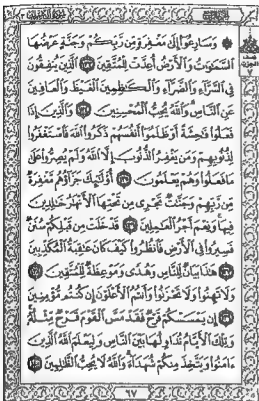 وَسَارِعُوٓا۟ إِلَىٰ مَغْفِرَةٍ مِّن رَّبِّكُمْ وَجَنَّةٍ عَرْضُهَا
ٱلسَّمَٰوَٰتُ وَٱلْأَرْضُ أُعِدَّتْ لِلْمُتَّقِينَ ١٣٣ ٱلَّذِينَ يُنفِقُونَ
فِى ٱلسَّرَّآءِ وَٱلضَّرَّآءِ وَٱلْكَٰظِمِينَ ٱلْغَيْظَ وَٱلْعَافِينَ
عَنِ ٱلنَّاسِ وَٱللَّهُ يُحِبُّ ٱلْمُحْسِنِينَ ١٣٤ وَٱلَّذِينَ إِذَا
فَعَلُوا۟ فَٰحِشَةً أَوْ ظَلَمُوٓا۟ أَنفُسَهُمْ ذَكَرُوا۟ ٱللَّهَ فَٱسْتَغْفَرُوا۟
لِذُنُوبِهِمْ وَمَن يَغْفِرُ ٱلذُّنُوبَ إِلَّا ٱللَّهُ وَلَمْ يُصِرُّوا۟ عَلَىٰ
مَا فَعَلُوا۟ وَهُمْ يَعْلَمُونَ ١٣٥ أُو۟لَٰٓئِكَ جَزَآؤُهُم مَّغْفِرَةٌ
مِّن رَّبِّهِمْ وَجَنَّٰتٌ تَجْرِى مِن تَحْتِهَا ٱلْأَنْهَٰرُ خَٰلِدِينَ
فِيهَا وَنِعْمَ أَجْرُ ٱلْعَٰمِلِينَ ١٣٦ قَدْ خَلَتْ مِن قَبْلِكُمْ سُنَنٌ
فَسِيرُوا۟ فِى ٱلْأَرْضِ فَٱنظُرُوا۟ كَيْفَ كَانَ عَٰقِبَةُ ٱلْمُكَذِّبِينَ
١٣٧ هَٰذَا بَيَانٌ لِّلنَّاسِ وَهُدًى وَمَوْعِظَةٌ لِّلْمُتَّقِينَ ١٣٨
وَلَا تَهِنُوا۟ وَلَا تَحْزَنُوا۟ وَأَنتُمُ ٱلْأَعْلَوْنَ إِن كُنتُم مُّؤْمِنِينَ
١٣٩ إِن يَمْسَسْكُمْ قَرْحٌ فَقَدْ مَسَّ ٱلْقَوْمَ قَرْحٌ مِّثْلُهُۥ
وَتِلْكَ ٱلْأَيَّامُ نُدَاوِلُهَا بَيْنَ ٱلنَّاسِ وَلِيَعْلَمَ ٱللَّهُ ٱلَّذِينَ
ءَامَنُوا۟ وَيَتَّخِذَ مِنكُمْ شُهَدَآءَ وَٱللَّهُ لَا يُحِبُّ ٱلظَّٰلِمِينَ ١٤٠
٦٧